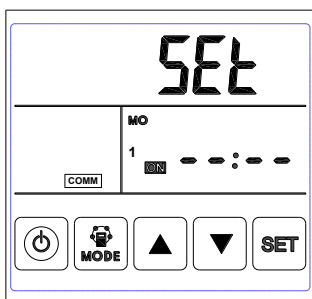 SEt
MO
1 ON --:--
COMM
MODE SET